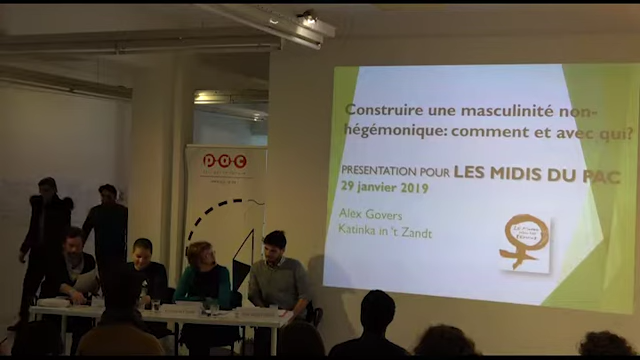 pac
Construire une masculinité non-
hégémonique: comment et avec qui?
PRESENTATION POUR LES MIDIS DU PAC
29 janvier 2019
Alex Govers
Katinka in 't Zandt